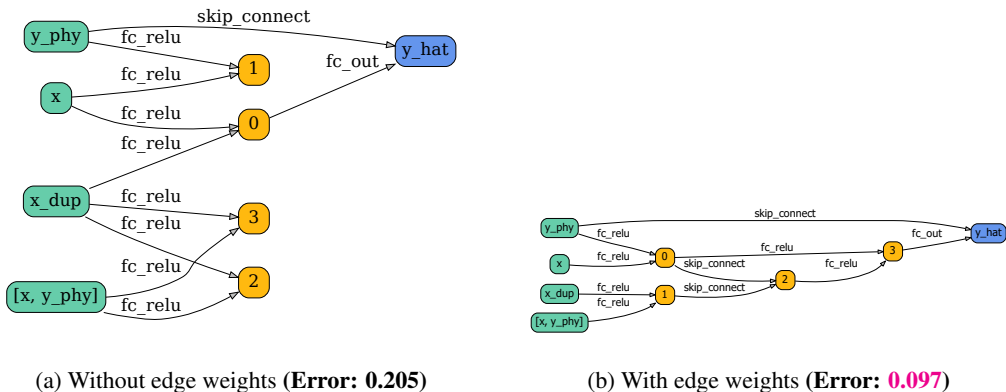 skip_connect
y_phy
fc_relu
y_hat
1
fc_out
fc_relu
x
fc_relu
0
fc_relu
x_dup
fc_relu
3
fc_relu
fc_relu
[x, y_phy]
2
fc_relu
skip_connect
y_phy
y_hat
fc_relu
fc_out
fc_relu
3
fc_relu
0
x
skip_connect
fc_relu
2
x_dup
fc_relu
skip_connect
1
fc_relu
[x, y_phy]
(a) Without edge weights (Error: 0.205)
(b) With edge weights (Error: 0.097)